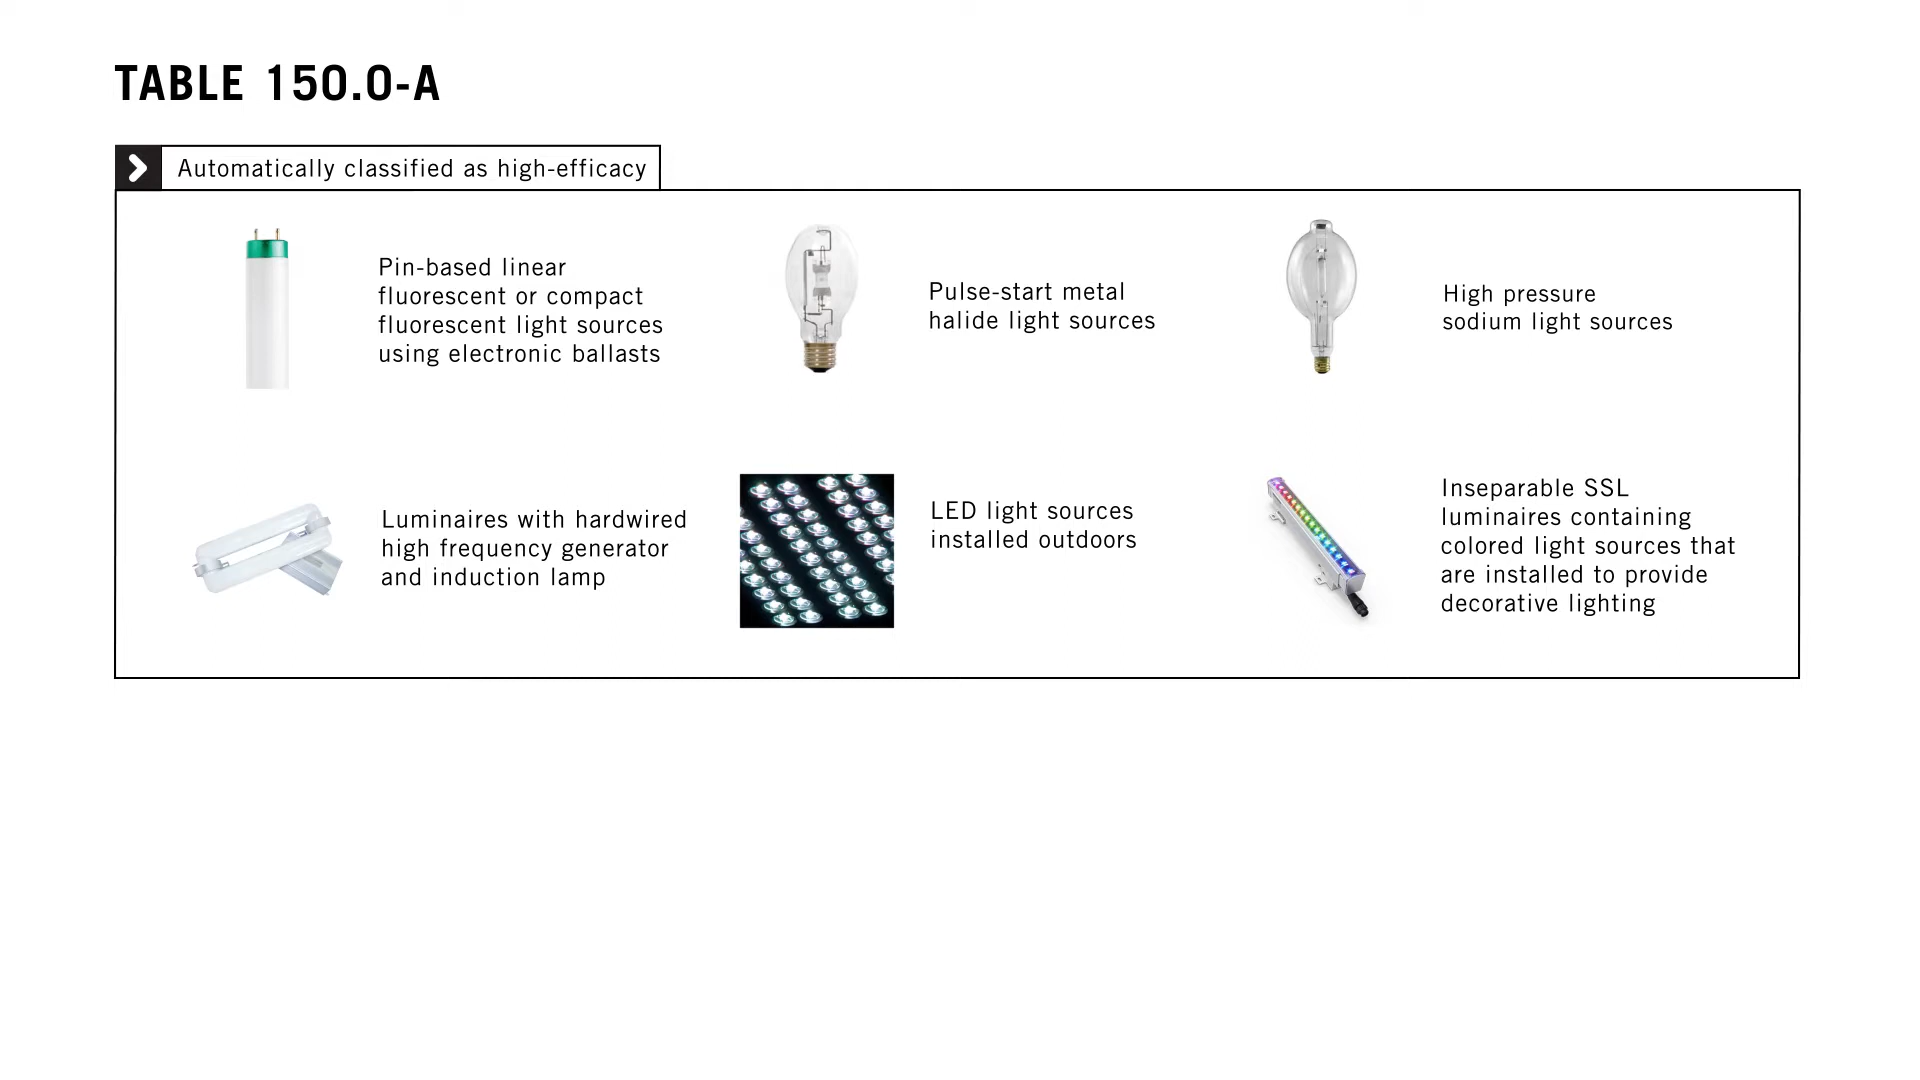 TABLE 150.0-A
Automatically classified as high-efficacy
Pin-based linear
fluorescent or compact
fluorescent light sources
using electronic ballasts
Pulse-start metal
halide light sources
High pressure
sodium light sources
Luminaires with hardwired
high frequency generator
and induction lamp
LED light sources
installed outdoors
Inseparable SSL
luminaires containing
colored light sources that
are installed to provide
decorative lighting